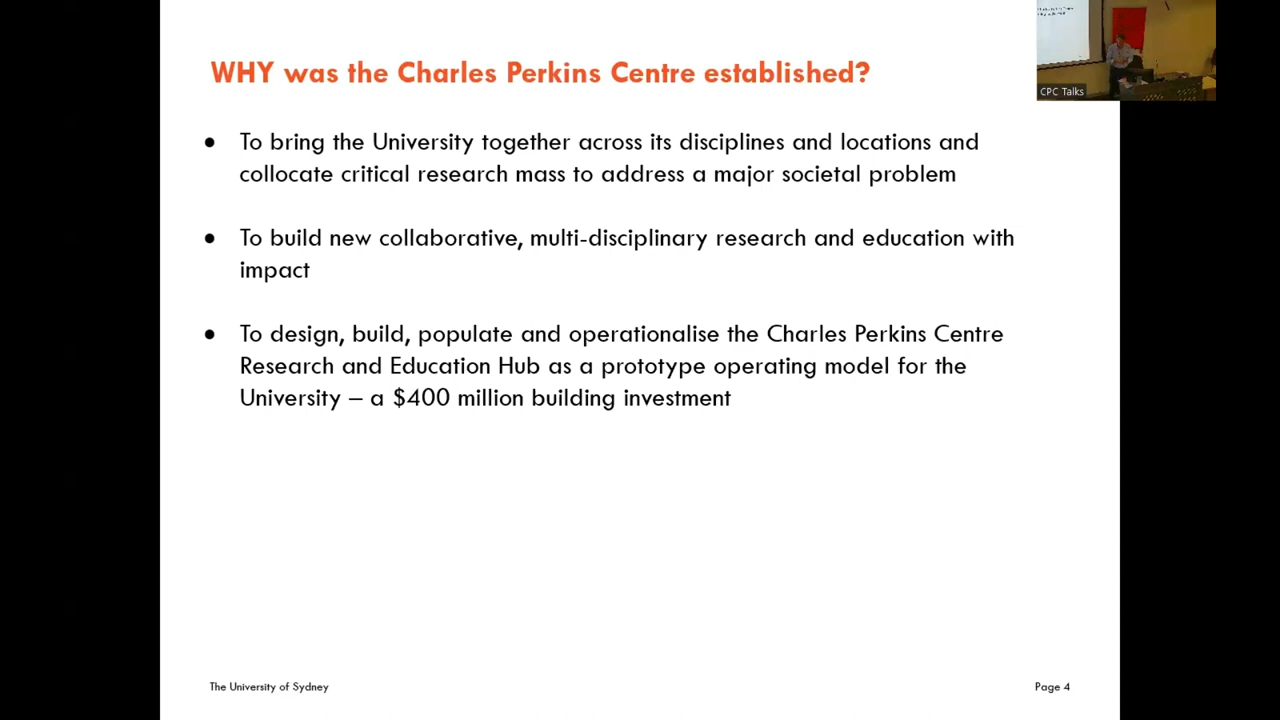 WHY was the Charles Perkins Centre established?
CPC Talks
● To bring the University together across its disciplines and locations and
collocate critical research mass to address a major societal problem
● To build new collaborative, multi-disciplinary research and education with
impact
● To design, build, populate and operationalise the Charles Perkins Centre
Research and Education Hub as a prototype operating model for the
University – a $400 million building investment
The University of Sydney
Page 4